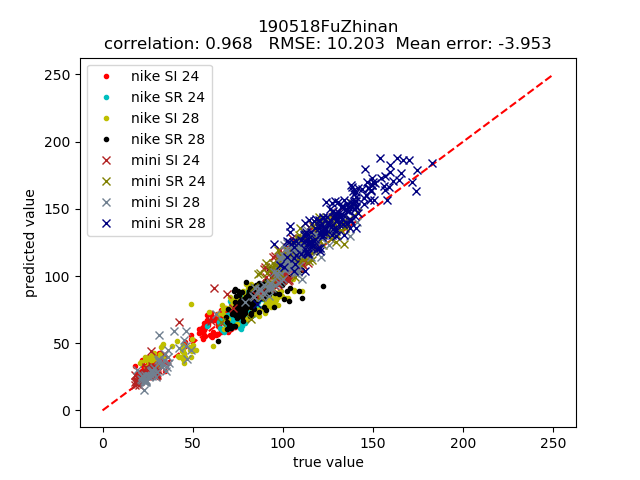 190518FuZhinan
correlation: 0.968   RMSE: 10.203  Mean error: -3.953
250
200
150
100
50
0
predicted value
nike SI 24
nike SR 24
nike SI 28
nike SR 28
mini SI 24
mini SR 24
mini SI 28
mini SR 28
0 50 100 150 200 250
true value